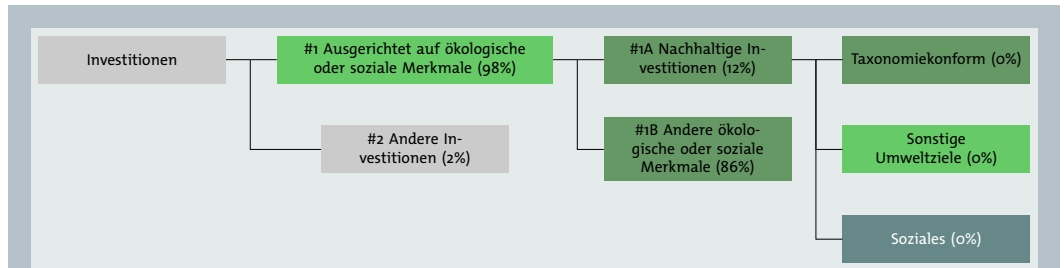 Investitionen
#1 Ausgerichtet auf ökologische
oder soziale Merkmale (98%)
#1A Nachhaltige In-
vestitionen (12%)
Taxonomiekonform (0%)
#2 Andere In-
vestitionen (2%)
#1B Andere ökolo-
gische oder soziale
Merkmale (86%)
Sonstige
Umweltziele (0%)
Soziales (0%)